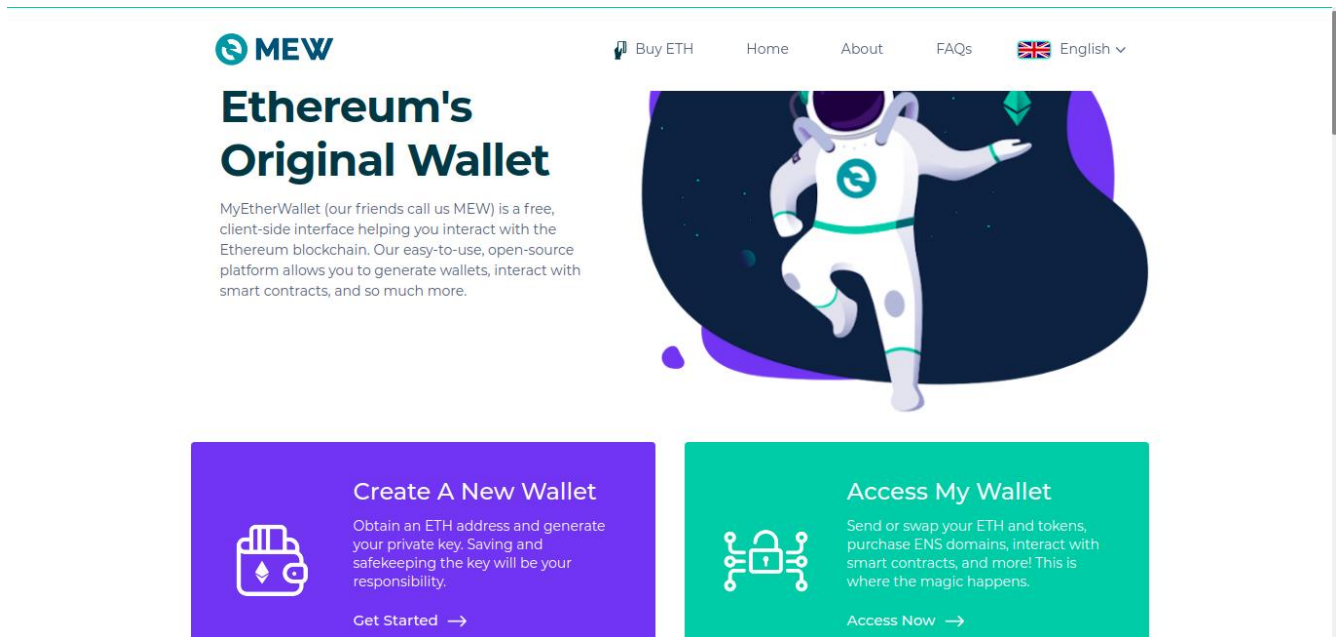 MEW
Buy ETH
Home
About
FAQs
English
Ethereum's
Original Wallet
MyEtherWallet (our friends call us MEW) is a free,
client-side interface helping you interact with the
Ethereum blockchain. Our easy-to-use, open-source
platform allows you to generate wallets, interact with
smart contracts, and so much more.
Create A New Wallet
Obtain an ETH address and generate
your private key. Saving and
safekeeping the key will be your
responsibility.
Get Started
Access My Wallet
Send or swap your ETH and tokens,
purchase ENS domains, interact with
smart contracts, and more! This is
where the magic happens.
Access Now